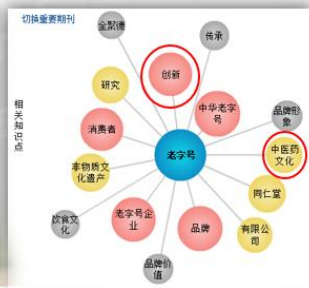 切换重要期刊
全聚德
传承
创新
研究
中华老字
号
消费者
品牌形
象
相关知识点
老字号
中医药
文化
非物质文
化遗产
同仁堂
老字号企
业
饮食文
化
品牌
有限公
司
品牌价
值